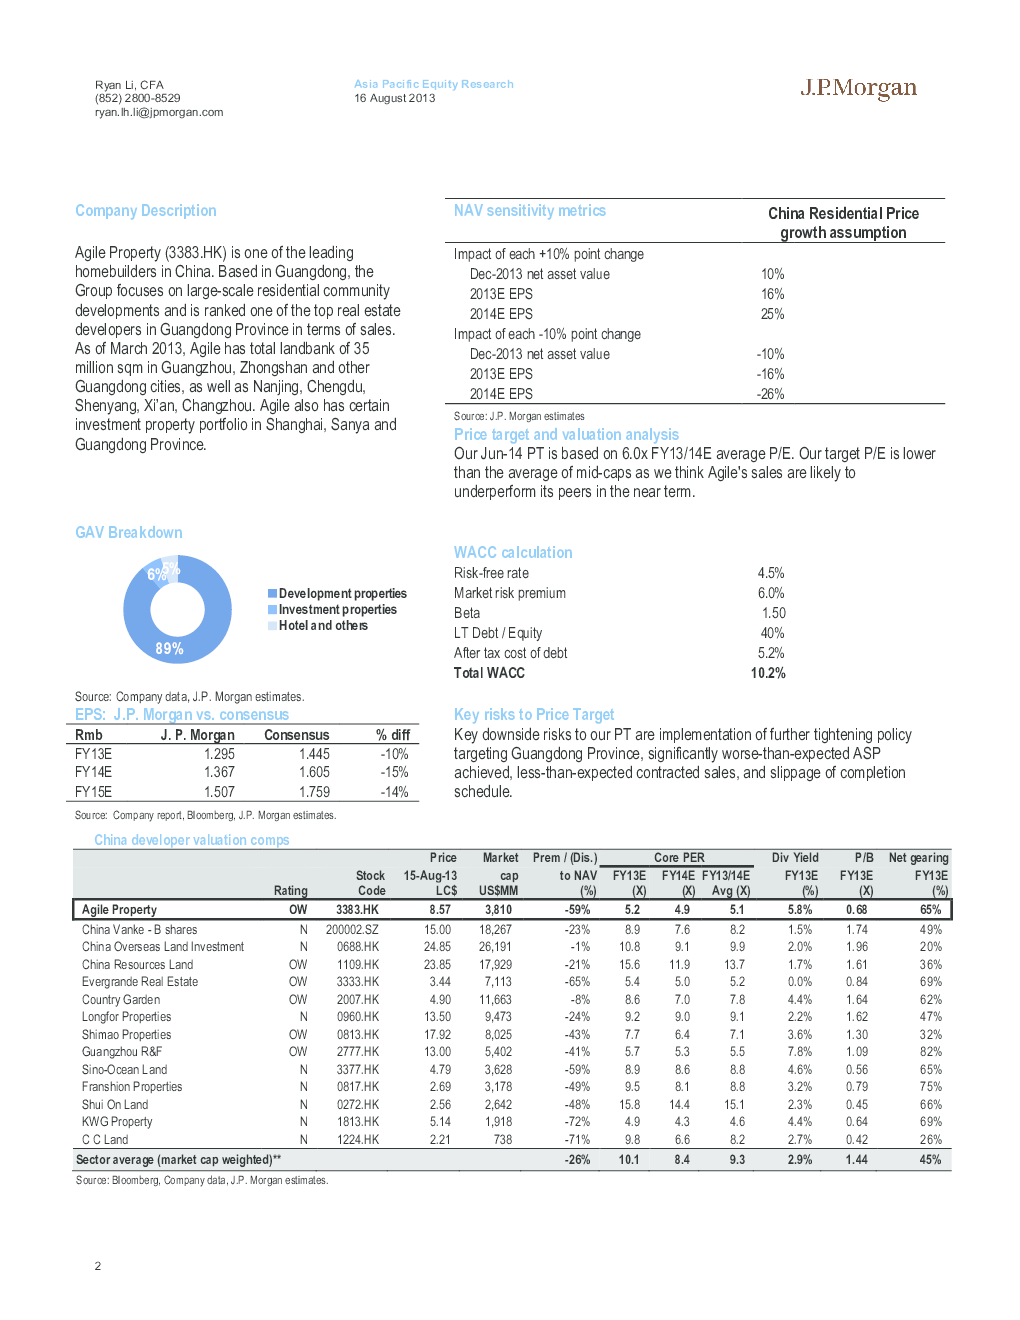 Ryan Li, CFA
(852) 2800-8529
ryan.lh.li@jpmorgan.com
Asia Pacific Equity Research
16 August 2013
J.P.Morgan
Company Description
Agile Property (3383.HK) is one of the leading
homebuilders in China. Based in Guangdong, the
Group focuses on large-scale residential community
developments and is ranked one of the top real estate
developers in Guangdong Province in terms of sales.
As of March 2013, Agile has total landbank of 35
million sqm in Guangzhou, Zhongshan and other
Guangdong cities, as well as Nanjing, Chengdu,
Shenyang, Xi'an, Changzhou. Agile also has certain
investment property portfolio in Shanghai, Sanya and
Guangdong Province.
GAV Breakdown
6%
5%
89%
Development properties
Investment properties
Hotel and others
Source: Company data, J.P. Morgan estimates.
EPS: J.P. Morgan vs. consensus
Rmb J. P. Morgan Consensus % diff
FY13E 1.295 1.445 -10%
FY14E 1.367 1.605 -15%
FY15E 1.507 1.759 -14%
Source: Company report, Bloomberg, J.P. Morgan estimates.
NAV sensitivity metrics
China Residential Price
growth assumption
Impact of each +10% point change
Dec-2013 net asset value 10%
2013E EPS 16%
2014E EPS 25%
Impact of each -10% point change
Dec-2013 net asset value -10%
2013E EPS -16%
2014E EPS -26%
Source: J.P. Morgan estimates
Price target and valuation analysis
Our Jun-14 PT is based on 6.0x FY13/14E average P/E. Our target P/E is lower
than the average of mid-caps as we think Agile's sales are likely to
underperform its peers in the near term.
WACC calculation
Risk-free rate 4.5%
Market risk premium 6.0%
Beta 1.50
LT Debt / Equity 40%
After tax cost of debt 5.2%
Total WACC 10.2%
Key risks to Price Target
Key downside risks to our PT are implementation of further tightening policy
targeting Guangdong Province, significantly worse-than-expected ASP
achieved, less-than-expected contracted sales, and slippage of completion
schedule.
China developer valuation comps
Price Market Prem / (Dis.) Core PER Div Yield P/B Net gearing
Stock 15-Aug-13 cap to NAV FY13E FY14E FY13/14E FY13E FY13E FY13E
Rating Code LC$ US$MM (%) (X) (X) Avg (X) (%) (X) (%)
Agile Property OW 3383.HK 8.57 3,810 -59% 5.2 4.9 5.1 5.8% 0.68 65%
China Vanke - B shares N 200002.SZ 15.00 18,267 -23% 8.9 7.6 8.2 1.5% 1.74 49%
China Overseas Land Investment N 0688.HK 24.85 26,191 -1% 10.8 9.1 9.9 2.0% 1.96 20%
China Resources Land OW 1109.HK 23.85 17,929 -21% 15.6 11.9 13.7 1.7% 1.61 36%
Evergrande Real Estate OW 3333.HK 3.44 7,113 -65% 5.4 5.0 5.2 0.0% 0.84 69%
Country Garden OW 2007.HK 4.90 11,663 -8% 8.6 7.0 7.8 4.4% 1.64 62%
Longfor Properties N 0960.HK 13.50 9,473 -24% 9.2 9.0 9.1 2.2% 1.62 47%
Shimao Properties OW 0813.HK 17.92 8,025 -43% 7.7 6.4 7.1 3.6% 1.30 32%
Guangzhou R&F OW 2777.HK 13.00 5,402 -41% 5.7 5.3 5.5 7.8% 1.09 82%
Sino-Ocean Land N 3377.HK 4.79 3,628 -59% 8.9 8.6 8.8 4.6% 0.56 65%
Franshion Properties N 0817.HK 2.69 3,178 -49% 9.5 8.1 8.8 3.2% 0.79 75%
Shui On Land N 0272.HK 2.56 2,642 -48% 15.8 14.4 15.1 2.3% 0.45 66%
KWG Property N 1813.HK 5.14 1,918 -72% 4.9 4.3 4.6 4.4% 0.64 69%
C C Land N 1224.HK 2.21 738 -71% 9.8 6.6 8.2 2.7% 0.42 26%
Sector average (market cap weighted)** -26% 10.1 8.4 9.3 2.9% 1.44 45%
Source: Bloomberg, Company data, J.P. Morgan estimates.
2